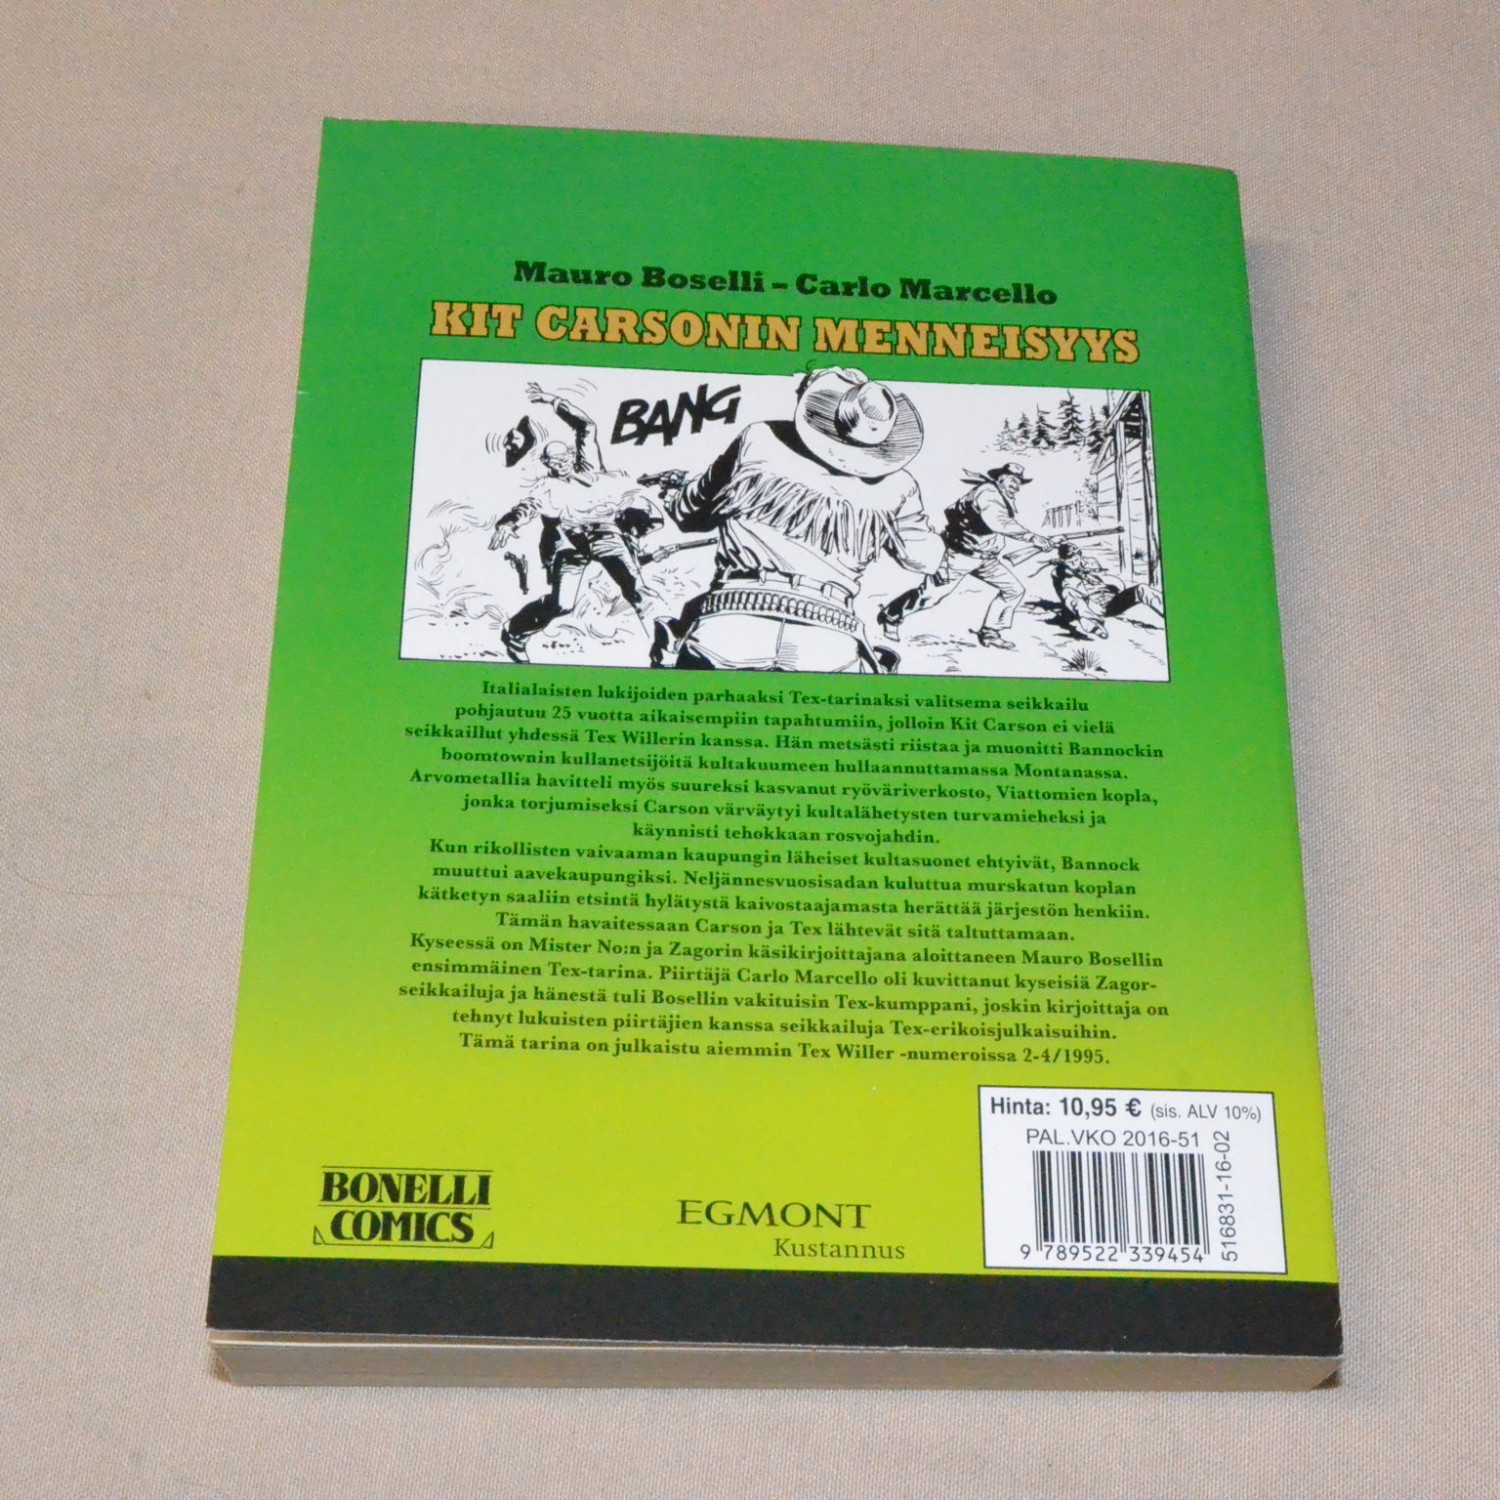 Mauro Boselli – Carlo Marcello
KIT CARSONIN MENNEISYYS
BANG
Italialaisten lukijoiden parhaaksi Tex-tarinaksi valitsema seikkailu
pohjautuu 25 vuotta aikaisempiin tapahtumiin, jolloin Kit Carson ei vielä
seikkaillut yhdessä Tex Willerin kanssa. Hän metsästi riistaa ja muonitti Bannockin
boomtownin kullanetsijöitä kultakuumeen hullaannuttamassa Montanassa.
Arvometallia havitteli myös suureksi kasvanut ryöväriverkosto, Viattomien kopla,
jonka torjumiseksi Carson värväytyi kultalähetysten turvamieheksi ja
käynnisti tehokkaan rosvojahdin.
Kun rikollisten vaivaaman kaupungin läheiset kultasuonet ehtyivät, Bannock
muuttui aavekaupungiksi. Neljännesvuosisadan kuluttua murskatun koplan
kätketyn saaliin etsintä hylätystä kaivostaajamasta herättää järjestön henkiin.
Tämän havaitessaan Carson ja Tex lähtevät sitä taltuttamaan.
Kyseessä on Mister No:n ja Zagorin käsikirjoittajana aloittaneen Mauro Bosellin
ensimmäinen Tex-tarina. Piirtäjä Carlo Marcello oli kuvittanut kyseisiä Zagor-
seikkailuja ja hänestä tuli Bosellin vakituisin Tex-kumppani, joskin kirjoittaja on
tehnyt lukuisten piirtäjien kanssa seikkailuja Tex-erikoisjulkaisuihin.
Tämä tarina on julkaistu aiemmin Tex Willer -numeroissa 2-4/1995.
Hinta: 10,95 € (sis. ALV 10%)
PAL.VKO 2016-51
516831-16-02
9 789522 339454
BONELLI
COMICS
EGMONT
Kustannus